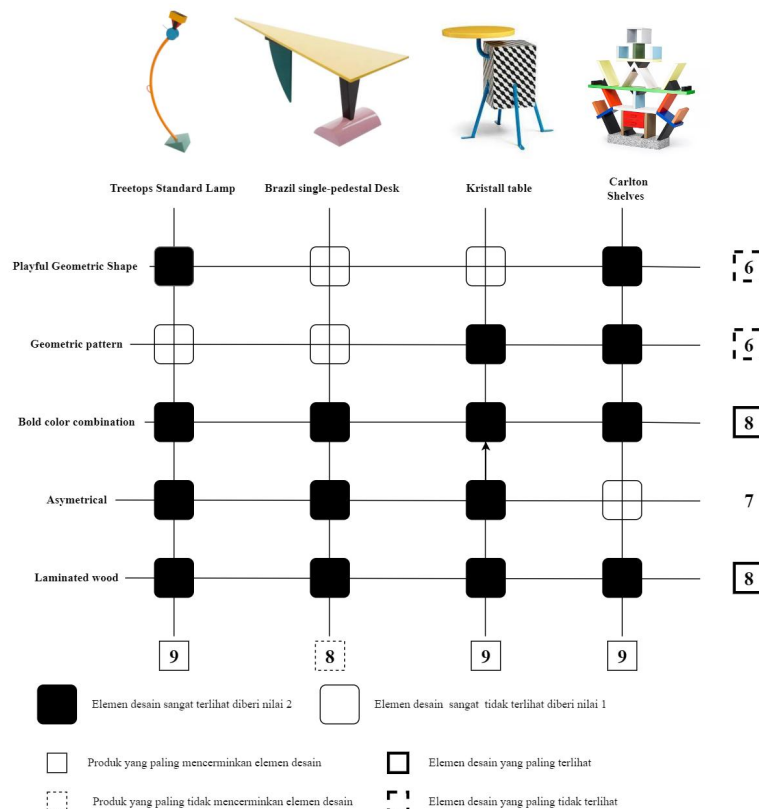 Treetops Standard Lamp
Brazil single-pedestal Desk
Kristall table
Carlton
Shelves
Playful Geometric Shape
6
Geometric pattern
6
Bold color combination
8
Asymetrical
7
Laminated wood
8
9
8
9
9
Elemen desain sangat terlihat diberi nilai 2
Elemen desain sangat tidak terlihat diberi nilai 1
Produk yang paling mencerminkan elemen desain
Elemen desain yang paling terlihat
Produk yang paling tidak mencerminkan elemen desain
Elemen desain yang paling tidak terlihat